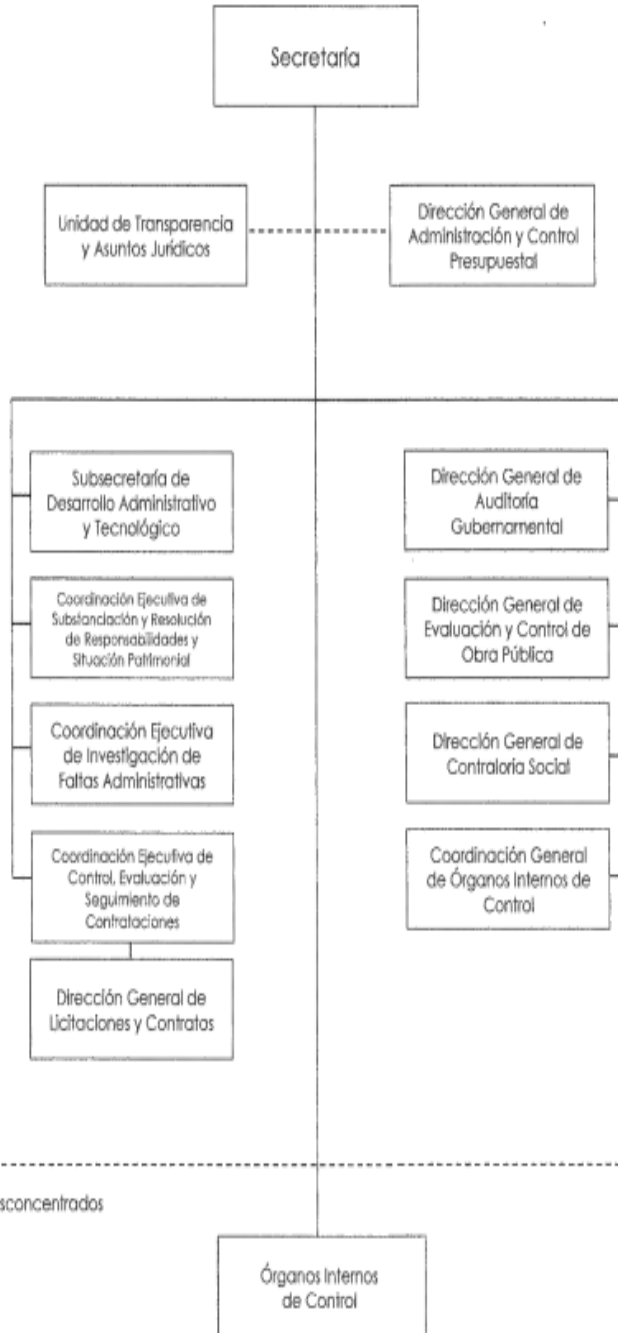 Secretaría
Unidad de Transparencia
y Asuntos Jurídicos
Dirección General de
Administración y Control
Presupuestal
Subsecretaría de
Desarrollo Administrativo
y Tecnológico
Dirección General de
Auditoría
Gubernamental
Coordinación Ejecutiva de
Substanciación y Resolución
de Responsabilidades y
Situación Patrimonial
Dirección General de
Evaluación y Control de
Obra Pública
Coordinación Ejecutiva
de Investigación de
Faltas Administrativas
Dirección General de
Contraloría Social
Coordinación Ejecutiva de
Control, Evaluación y
Seguimiento de
Contrataciones
Coordinación General
de Órganos Internos de
Control
Dirección General de
Licitaciones y Contratos
sconcentrados
Órganos Internos
de Control